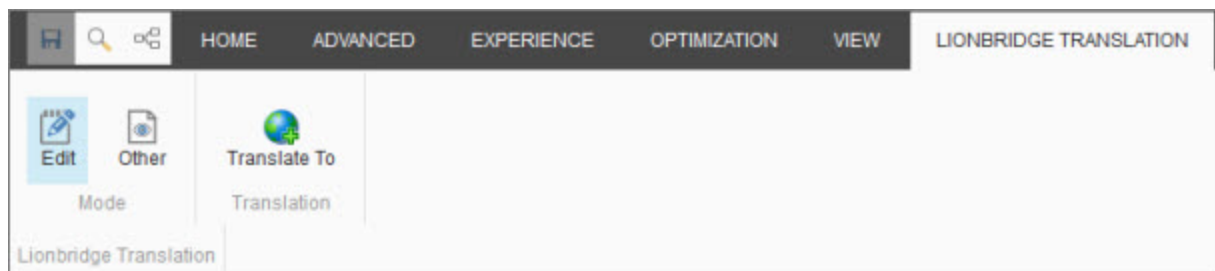 HOME ADVANCED EXPERIENCE OPTIMIZATION VIEW LIONBRIDGE TRANSLATION
Edit Other Translate To
Mode Translation
Lionbridge Translation